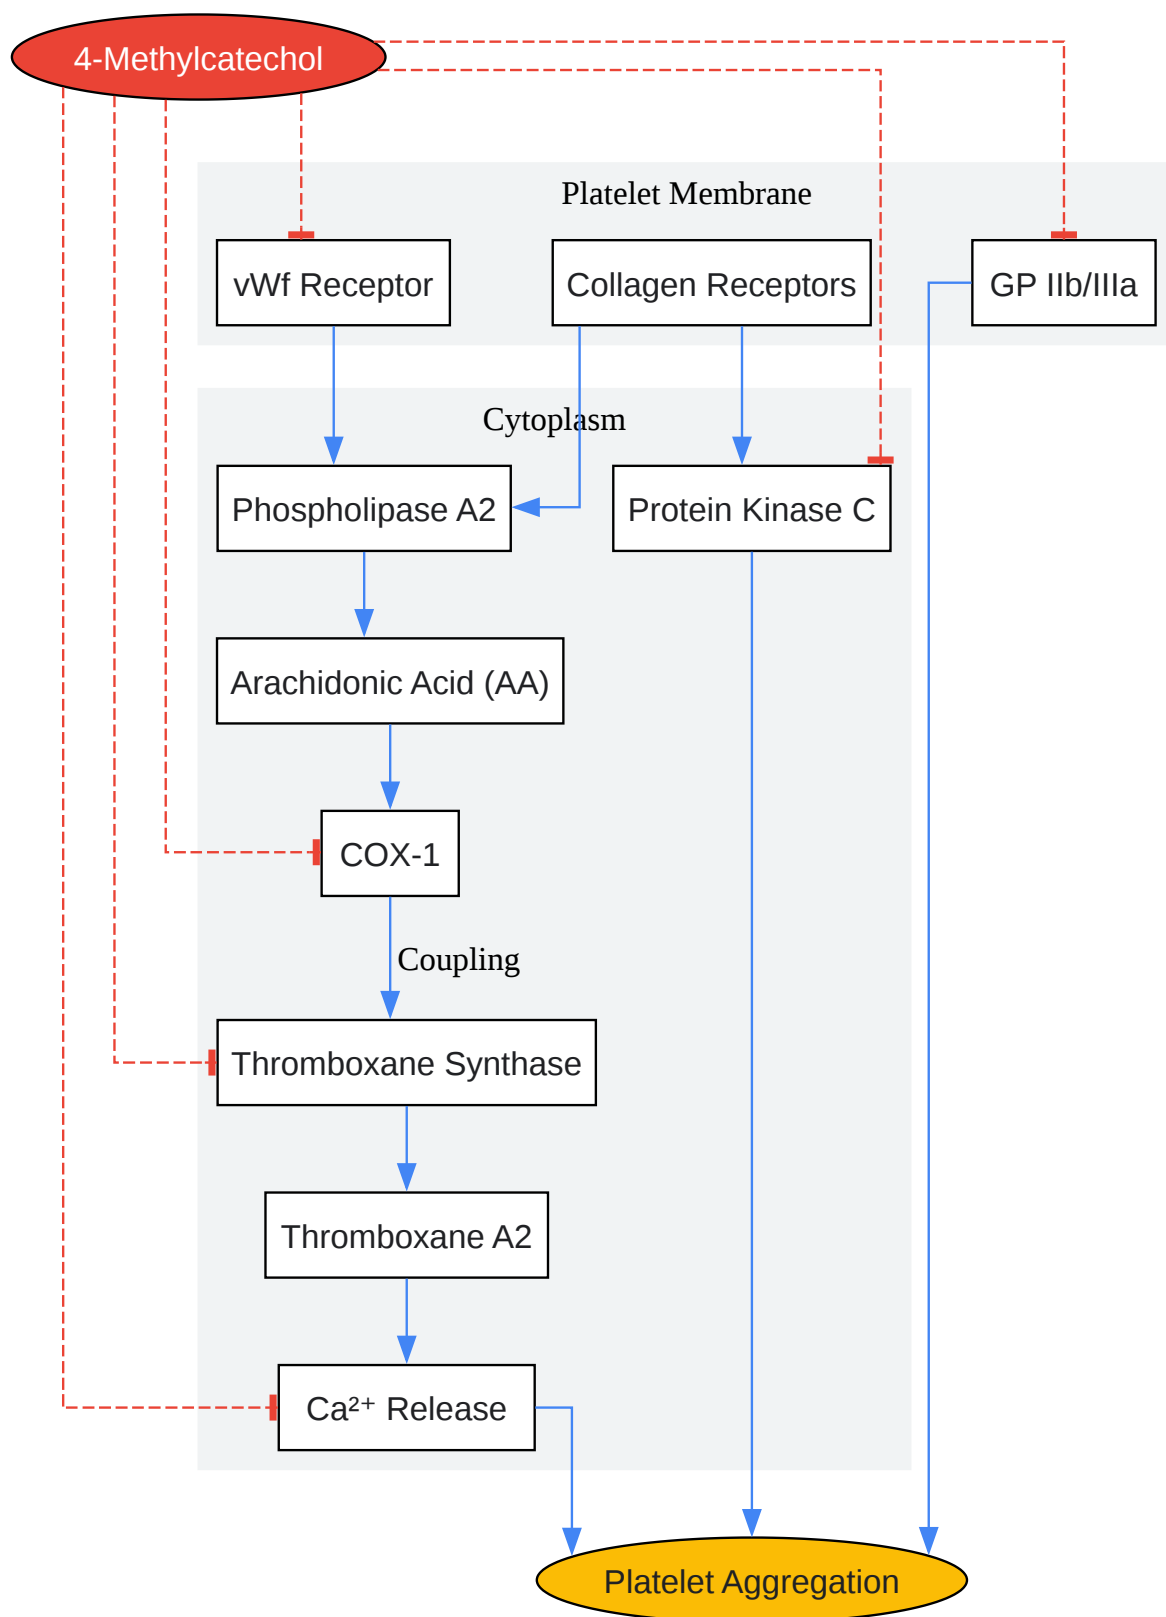 4-Methylcatechol
Platelet Membrane
vWf Receptor
Collagen Receptors
GP IIb/IIIa
Cytoplasm
Phospholipase A2
Protein Kinase C
Arachidonic Acid (AA)
COX-1
Coupling
Thromboxane Synthase
Thromboxane A2
Ca²⁺ Release
Platelet Aggregation